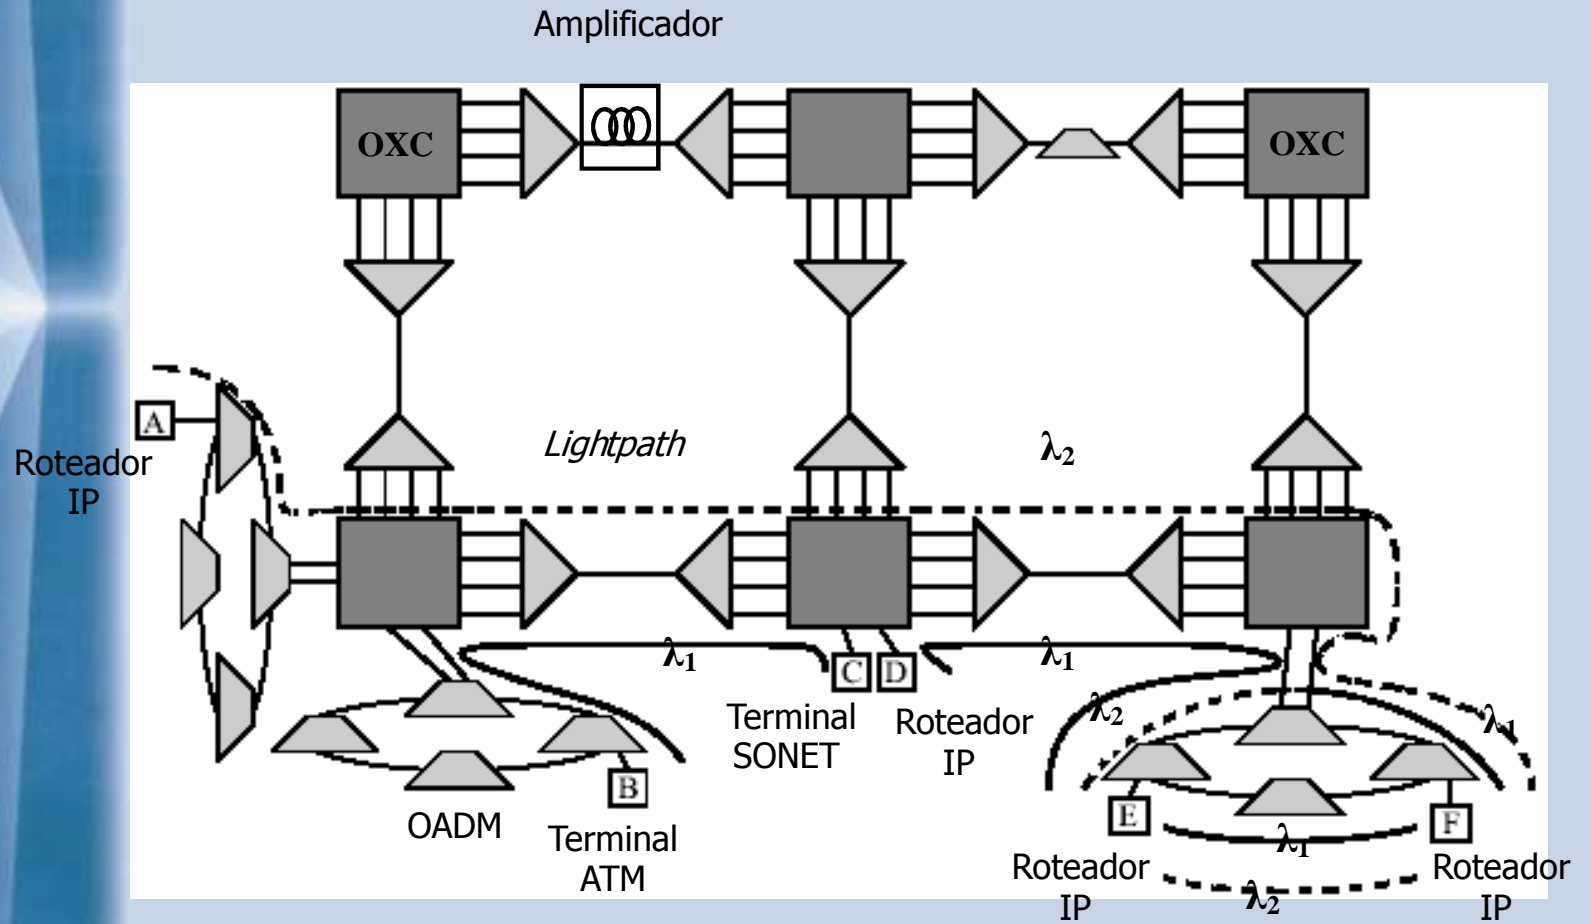 Amplificador
OXC
OXC
A
Roteador
IP
Lightpath
λ2
λ1
λ1
C
D
Terminal
SONET
Roteador
IP
λ2
λ1
B
E
F
OADM
Terminal
ATM
λ1
Roteador
IP
Roteador
IP
λ2